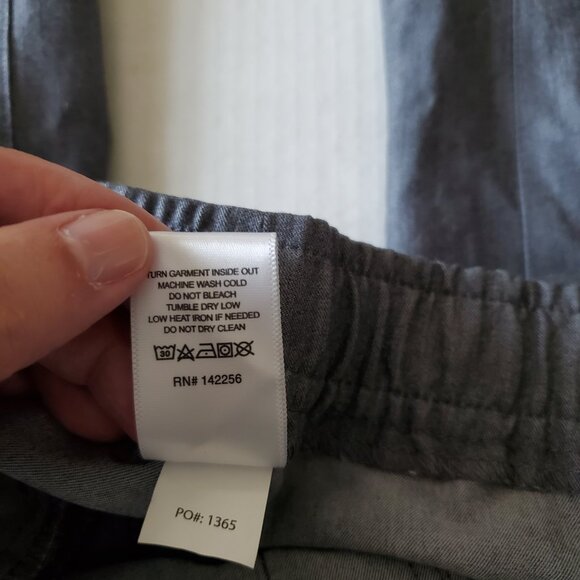 TURN GARMENT INSIDE OUT
MACHINE WASH COLD
DO NOT BLEACH
TUMBLE DRY LOW
LOW HEAT IRON IF NEEDED
DO NOT DRY CLEAN
30
RN# 142256
PO#: 1365